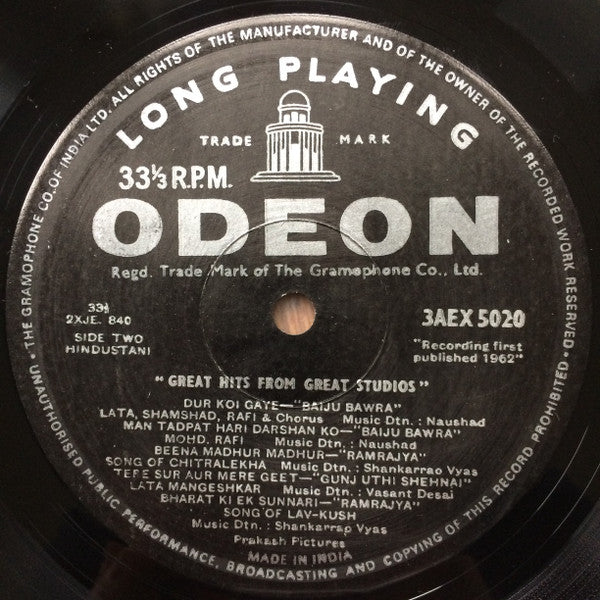 THE GRAMOPHONE CO. OF INDIA LTD. ALL RIGHTS OF THE MANUFACTURER AND OF THE OWNER OF THE RECORDED WORK RESERVED
LONG PLAYING
TRADE MARK
33⅓ R.P.M.
ODEON
Regd. Trade Mark of The Gramophone Co., Ltd.
33⅓
2XJE. 840
SIDE TWO
HINDUSTANI
3AEX 5020
"Recording first
published 1962"
"GREAT HITS FROM GREAT STUDIOS"
DUR KOI GAYE—"BAIJU BAWRA"
LATA, SHAMSHAD, RAFI & Chorus Music Dtn. : Naushad
MAN TADPAT HARI DARSHAN KO—"BAIJU BAWRA"
MOHD. RAFI Music Dtn. : Naushad
BEENA MADHUR MADHUR—"RAMRAJYA"
SONG OF CHITRALEKHA Music Dtn. : Shankarrao Vyas
TERE SUR AUR MERE GEET—"GUNJ UTHI SHEHNAI"
LATA MANGESHKAR Music Dtn. : Vasant Desai
BHARAT KI EK SUNNARI—"RAMRAJYA"
SONG OF LAV-KUSH
Music Dtn. : Shankarrao Vyas
Prakash Pictures
MADE IN INDIA
UNAUTHORISED PUBLIC PERFORMANCE, BROADCASTING AND COPYING OF THIS RECORD PROHIBITED